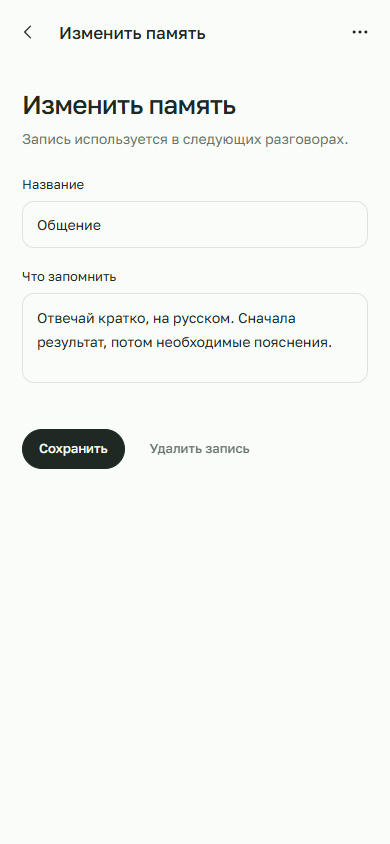 Изменить память
Изменить память
Запись используется в следующих разговорах.
Название
Общение
Что запомнить
Отвечай кратко, на русском. Сначала
результат, потом необходимые пояснения.
Сохранить
Удалить запись